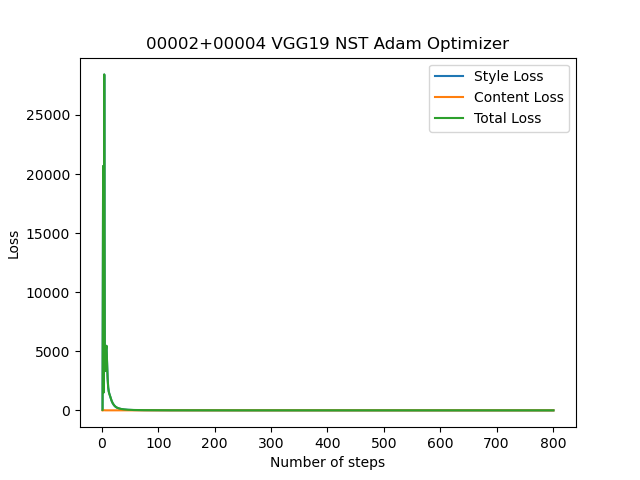 00002+00004 VGG19 NST Adam Optimizer
Style Loss
Content Loss
Total Loss
Loss
25000
20000
15000
10000
5000
0
0 100 200 300 400 500 600 700 800
Number of steps